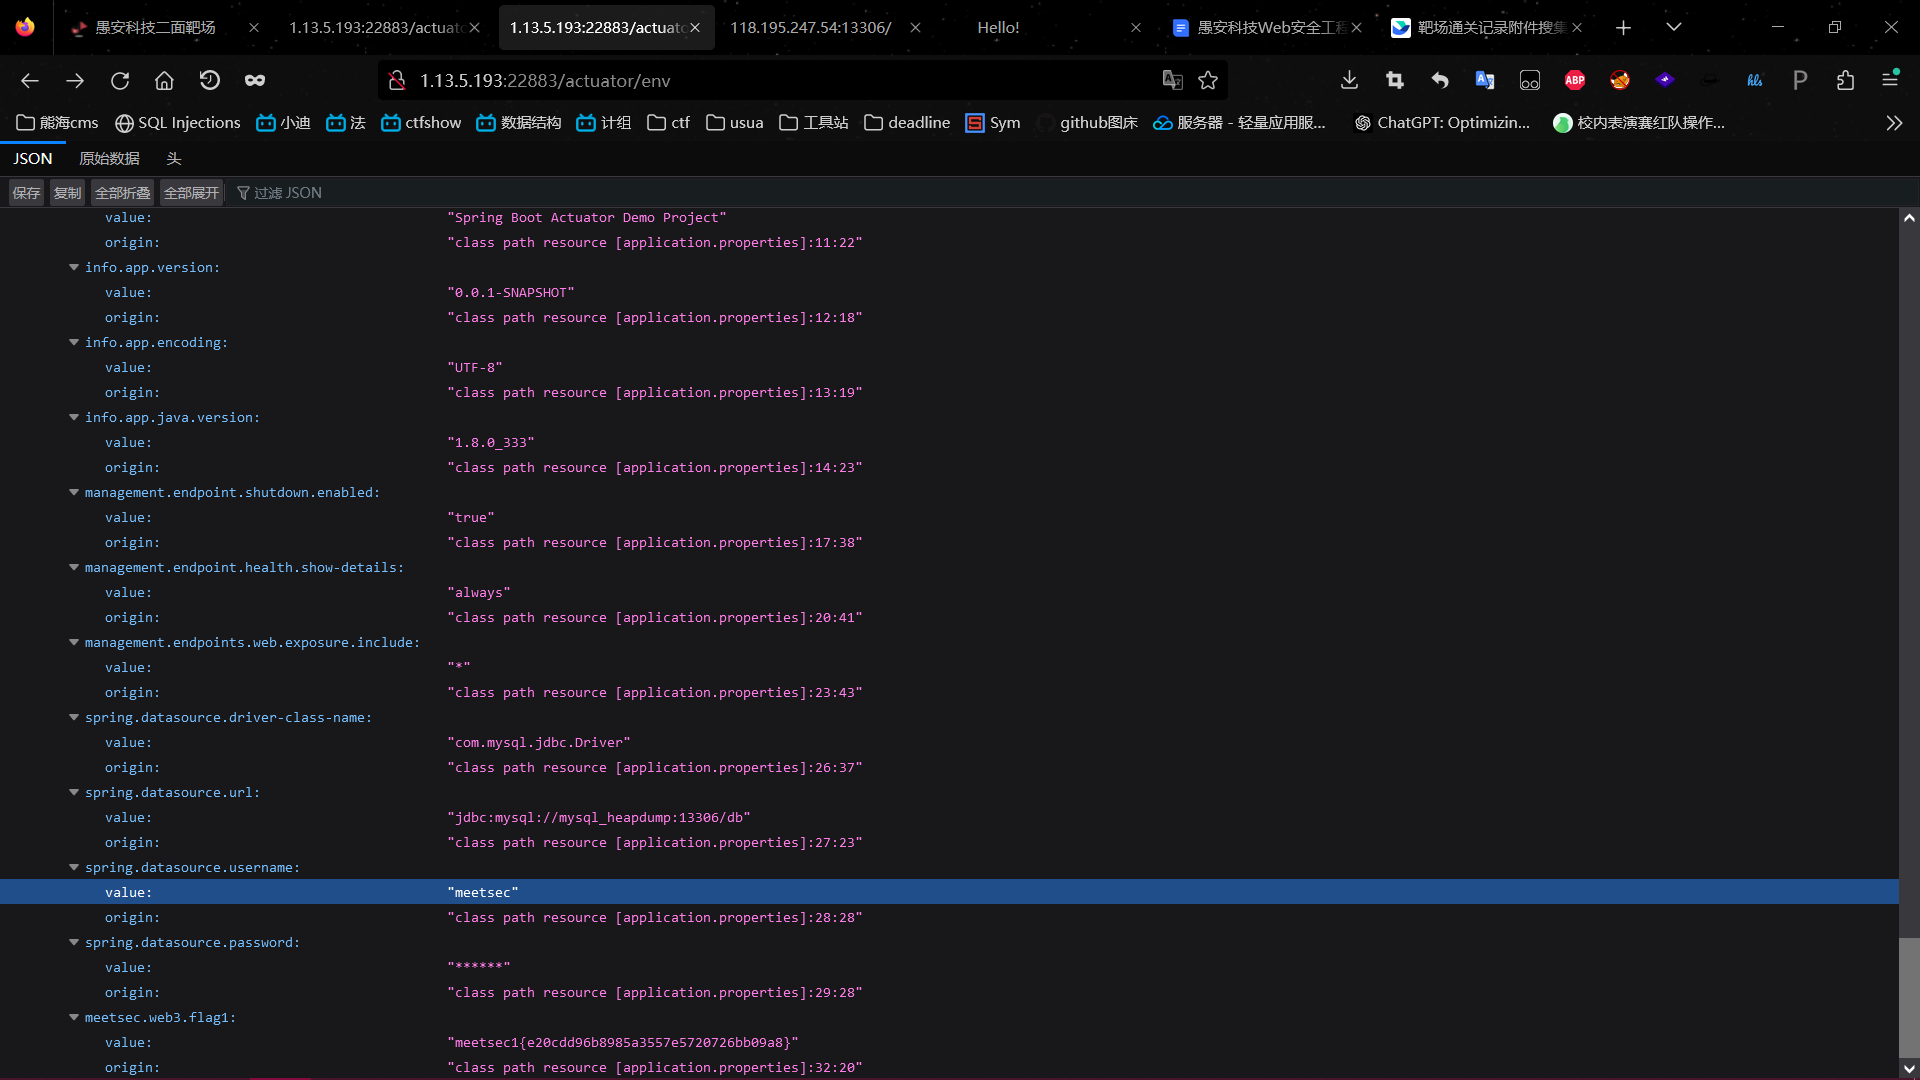 愚安科技二面靶场
1.13.5.193:22883/actuato
1.13.5.193:22883/actuato
118.195.247.54:13306/
Hello!
愚安科技Web安全工程
靶场通关记录附件搜集
1.13.5.193:22883/actuator/env
ABP
hls
P
熊海cms
SQL Injections
小迪
法
ctfshow
数据结构
计组
ctf
usua
工具站
deadline
Sym
github图床
服务器 - 轻量应用服...
ChatGPT: Optimizin...
校内表演赛红队操作...
JSON 原始数据 头
保存 复制 全部折叠 全部展开 过滤 JSON
value: "Spring Boot Actuator Demo Project"
origin: "class path resource [application.properties]:11:22"
info.app.version:
value: "0.0.1-SNAPSHOT"
origin: "class path resource [application.properties]:12:18"
info.app.encoding:
value: "UTF-8"
origin: "class path resource [application.properties]:13:19"
info.app.java.version:
value: "1.8.0_333"
origin: "class path resource [application.properties]:14:23"
management.endpoint.shutdown.enabled:
value: "true"
origin: "class path resource [application.properties]:17:38"
management.endpoint.health.show-details:
value: "always"
origin: "class path resource [application.properties]:20:41"
management.endpoints.web.exposure.include:
value: "*"
origin: "class path resource [application.properties]:23:43"
spring.datasource.driver-class-name:
value: "com.mysql.jdbc.Driver"
origin: "class path resource [application.properties]:26:37"
spring.datasource.url:
value: "jdbc:mysql://mysql_heapdump:13306/db"
origin: "class path resource [application.properties]:27:23"
spring.datasource.username:
value: "meetsec"
origin: "class path resource [application.properties]:28:28"
spring.datasource.password:
value: "******"
origin: "class path resource [application.properties]:29:28"
meetsec.web3.flag1:
value: "meetsec1{e20cdd96b8985a3557e5720726bb09a8}"
origin: "class path resource [application.properties]:32:20"